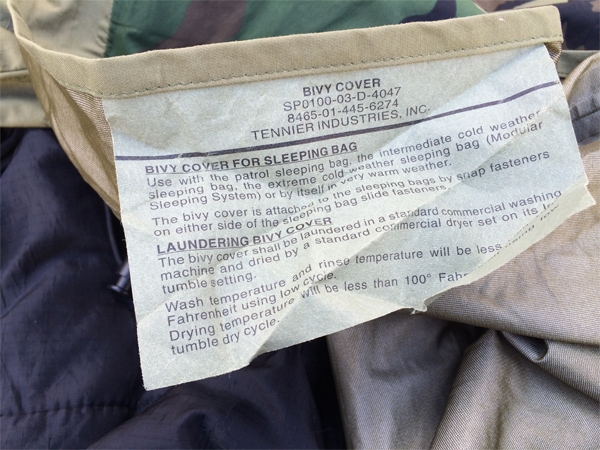 BIVY COVER
SP0100-03-D-4047
8465-01-445-6274
TENNIER INDUSTRIES, INC.
BIVY COVER FOR SLEEPING BAG
Use with the patrol sleeping bag, the intermediate cold weather
sleeping bag, the extreme cold weather sleeping bag (Modular
Sleeping System) or by itself in very warm weather.
The bivy cover is attached to the sleeping bags by snap fasteners
on either side of the sleeping bag slide fasteners.
LAUNDERING BIVY COVER
The bivy cover shall be laundered in a standard commercial washing
machine and dried by a standard commercial dryer set on its
tumble setting.
Wash temperature and rinse temperature will be less
Fahrenheit using low cycle.
Drying temperature will be less than 100° Fahr
tumble dry cycle.